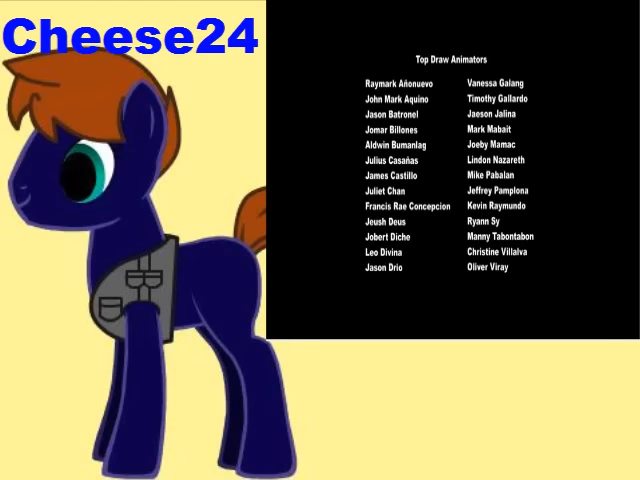 Cheese24
Top Draw Animators
Raymark Añonuevo
John Mark Aquino
Jason Batronel
Jomar Billones
Aldwin Bumanlag
Julius Casañas
James Castillo
Juliet Chan
Francis Rae Concepcion
Jeush Deus
Jobert Diche
Leo Divina
Jason Drio
Vanessa Galang
Timothy Gallardo
Jaeson Jalina
Mark Mabait
Joeby Mamac
Lindon Nazareth
Mike Pabalan
Jeffrey Pamplona
Kevin Raymundo
Ryann Sy
Manny Tabontabon
Christine Villalva
Oliver Viray